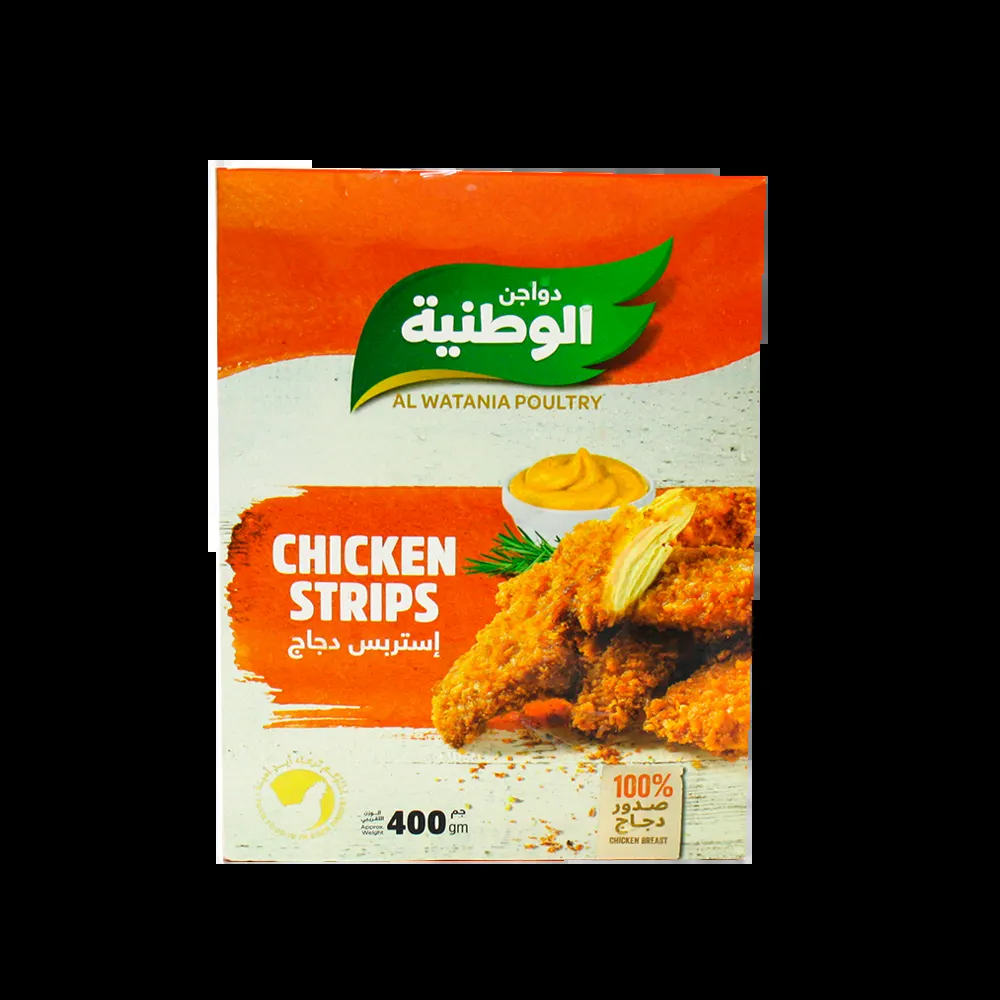 دواجن
الوطنية
AL WATANIA POULTRY
CHICKEN
STRIPS
إستربس دجاج
الوزن
التقريبي
Approx.
Weight
400
جم
gm
100%
صدور
دجاج
CHICKEN BREAST